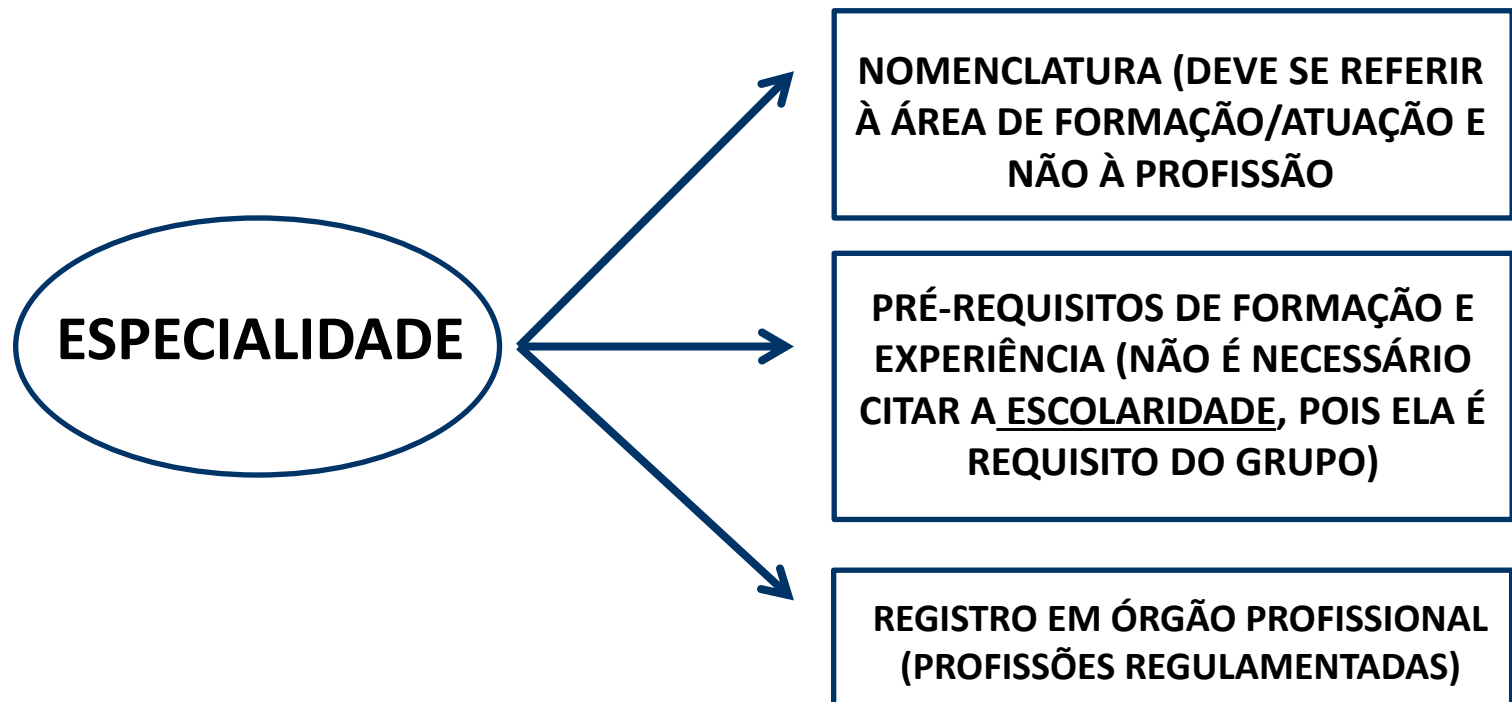 NOMENCLATURA (DEVE SE REFERIR
À ÁREA DE FORMAÇÃO/ATUAÇÃO E
NÃO À PROFISSÃO
ESPECIALIDADE
PRÉ-REQUISITOS DE FORMAÇÃO E
EXPERIÊNCIA (NÃO É NECESSÁRIO
CITAR A ESCOLARIDADE, POIS ELA É
REQUISITO DO GRUPO)
REGISTRO EM ÓRGÃO PROFISSIONAL
(PROFISSÕES REGULAMENTADAS)